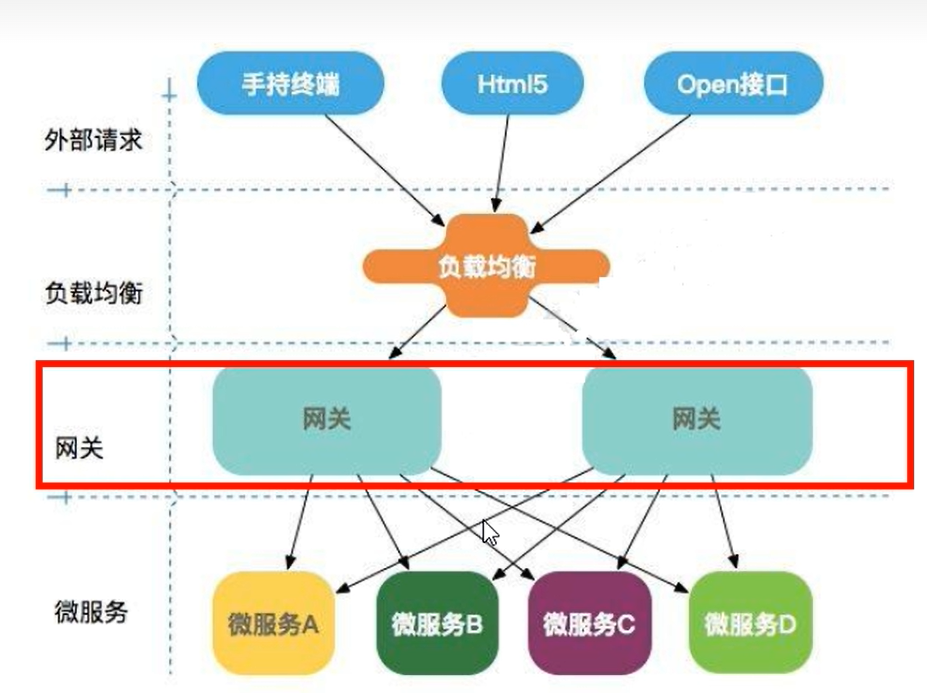 手持终端
Html5
Open接口
外部请求
负载均衡
负载均衡
网关
网关
网关
微服务
微服务A
微服务B
微服务C
微服务D